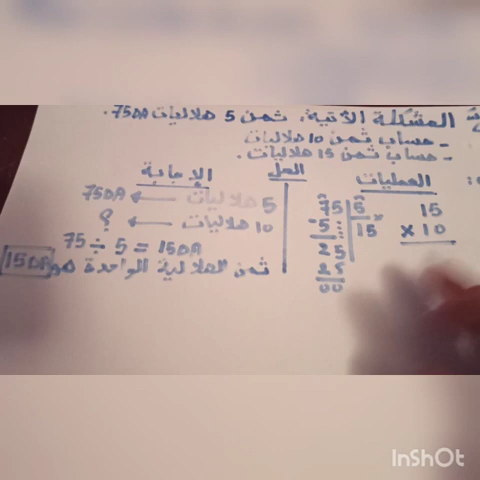 المشكلة الآتية: ثمن 5 هلاليات 75DA.
- حساب ثمن 10 هلاليات
- حساب ثمن 15 هلاليات.
العمليات
الحل
الإجابة
75
5
15
-5
25
25
00
15
× 10
5 هلاليات ← 75DA
10 هلاليات ← ؟
75 ÷ 5 = 15DA
ثمن الهلالية الواحدة هو 15DA
InShOt